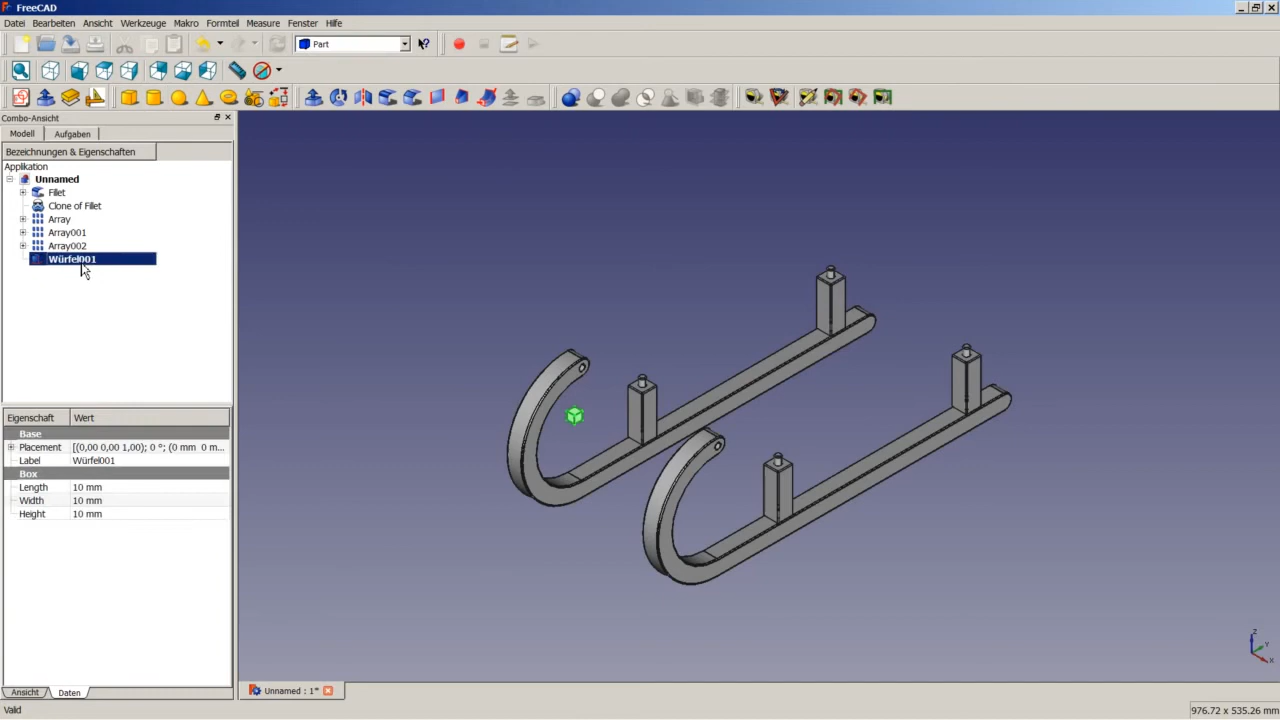 FreeCAD
Datei Bearbeiten Ansicht Werkzeuge Makro Formteil Measure Fenster Hilfe
Part
Combo-Ansicht
Modell Aufgaben
Bezeichnungen & Eigenschaften
Applikation
Unnamed
Fillet
Clone of Fillet
Array
Array001
Array002
Würfel001
Eigenschaft Wert
Base
Placement [(0,00 0,00 1,00); 0 °; (0 mm 0 m...
Label Würfel001
Box
Length 10 mm
Width 10 mm
Height 10 mm
Z
Y
X
Ansicht Daten
Unnamed : 1*
Valid
976.72 x 535.26 mm